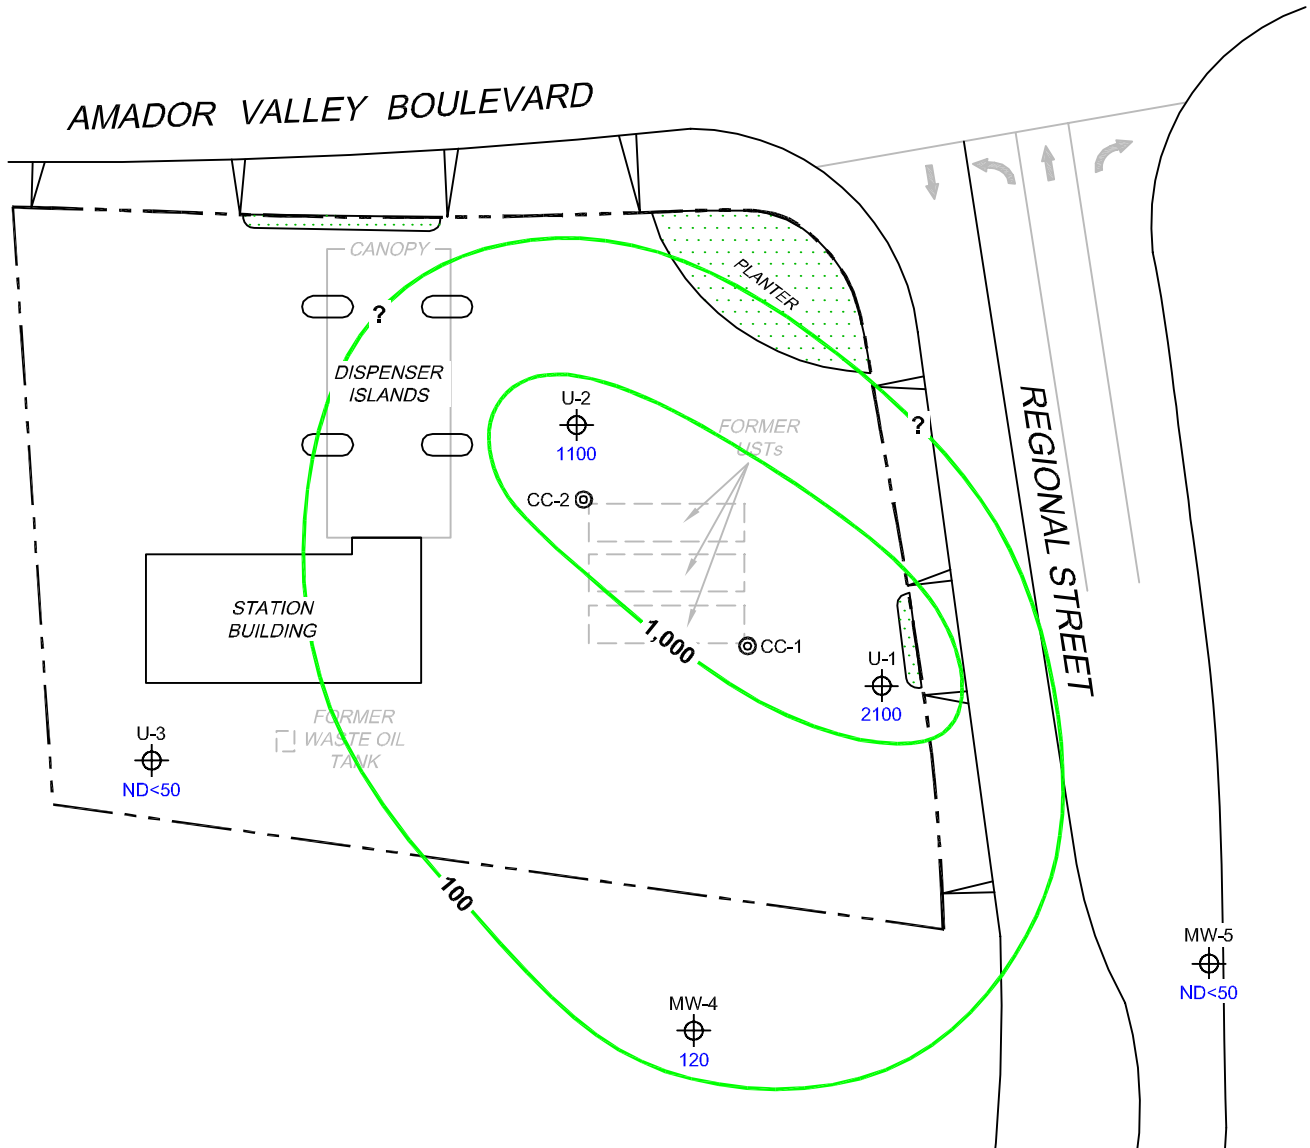 AMADOR VALLEY BOULEVARD
CANOPY
PLANTER
?
DISPENSER
ISLANDS
REGIONAL STREET
U-2
1100
FORMER
USTs
?
CC-2
STATION
BUILDING
1,000
CC-1
U-1
2100
FORMER
WASTE OIL
TANK
U-3
ND<50
100
MW-5
ND<50
MW-4
120